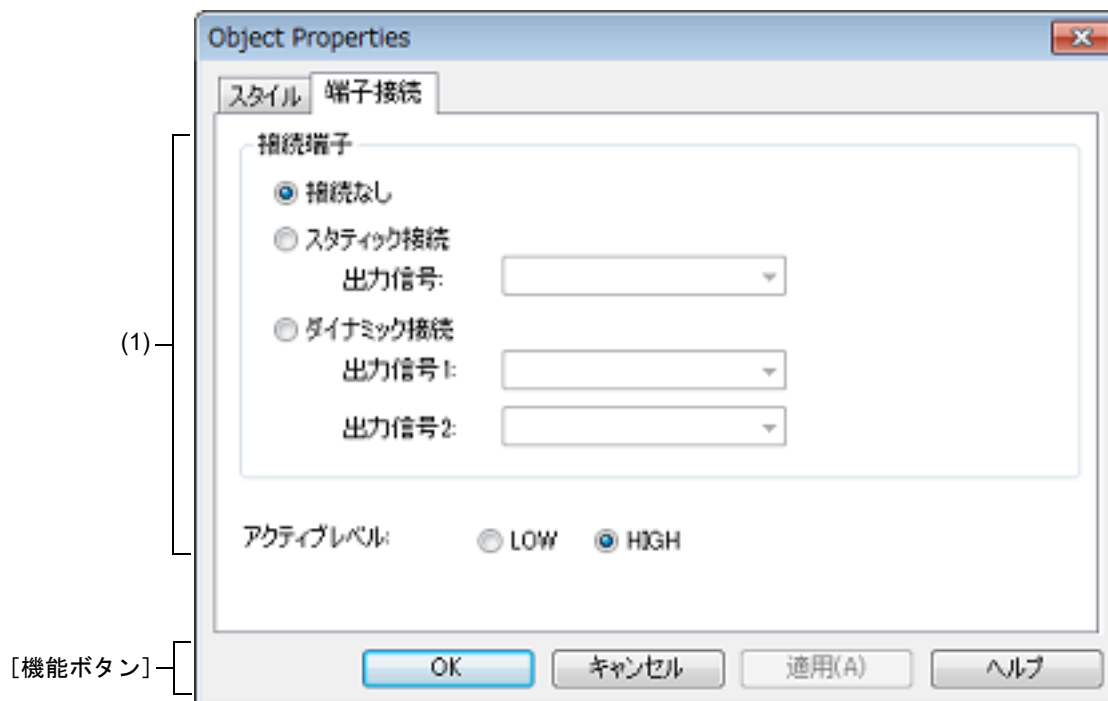 Object Properties
スタイル 端子接続
接続端子
接続なし
スタティック接続
出力信号:
ダイナミック接続
(1)
出力信号1:
出力信号2:
アクティブレベル: LOW HIGH
[機能ボタン] OK キャンセル 適用(A) ヘルプ